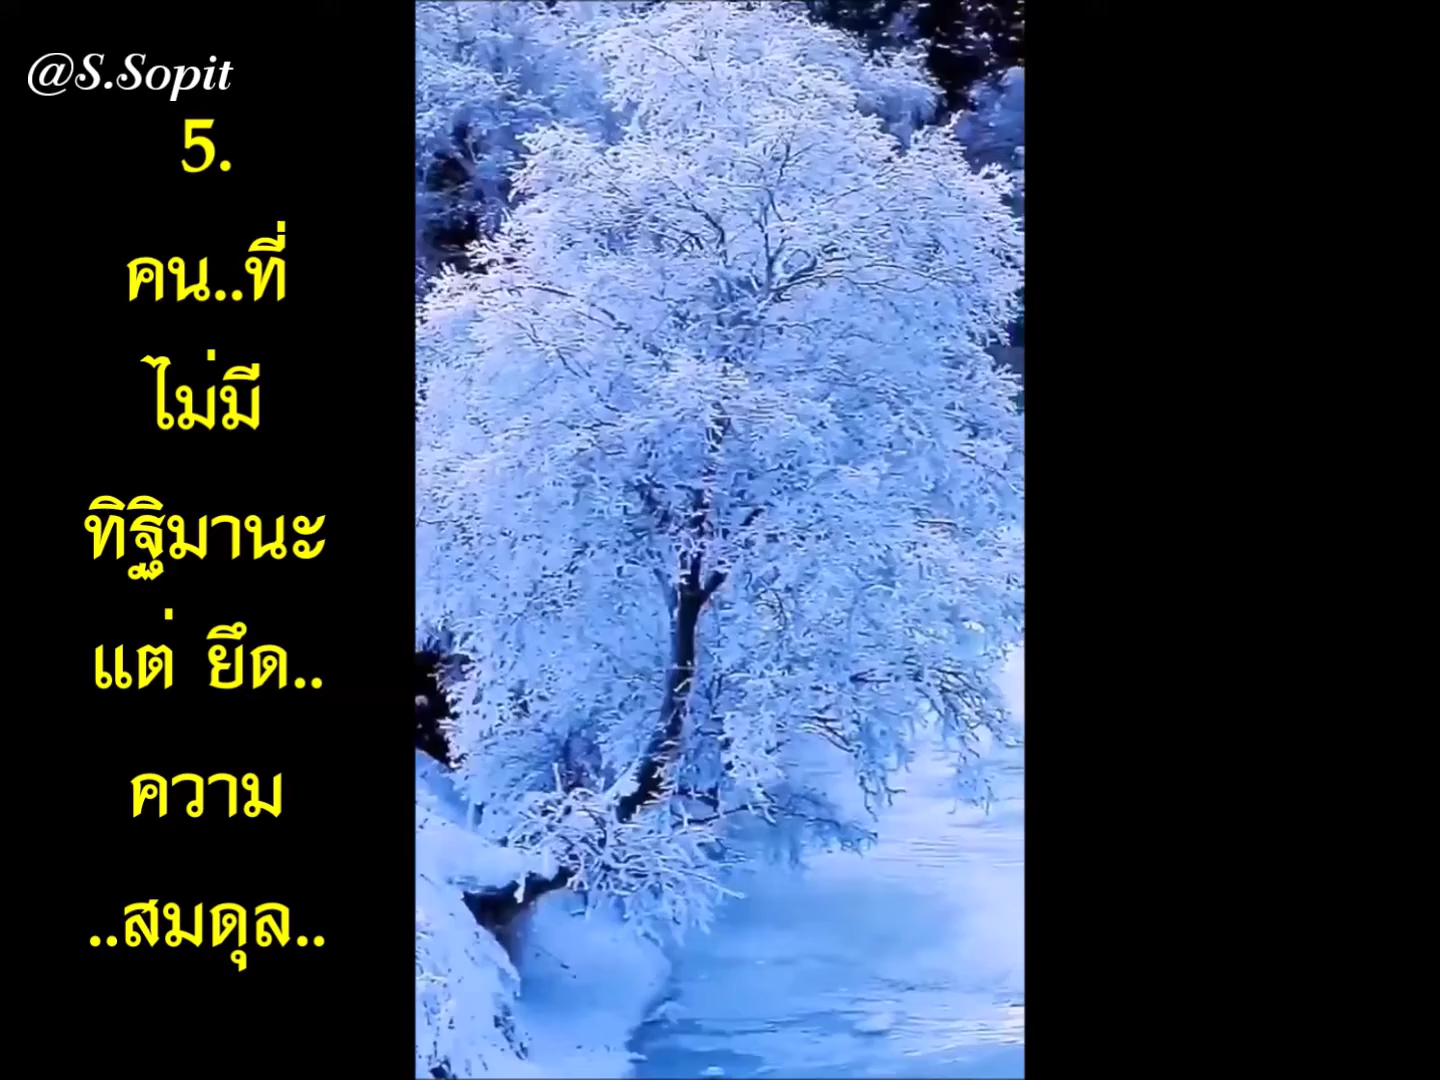 @S.Sopit
5.
คน..ที่
ไม่มี
ทิฐิมานะ
แต่ ยึด..
ความ
..สมดุล..